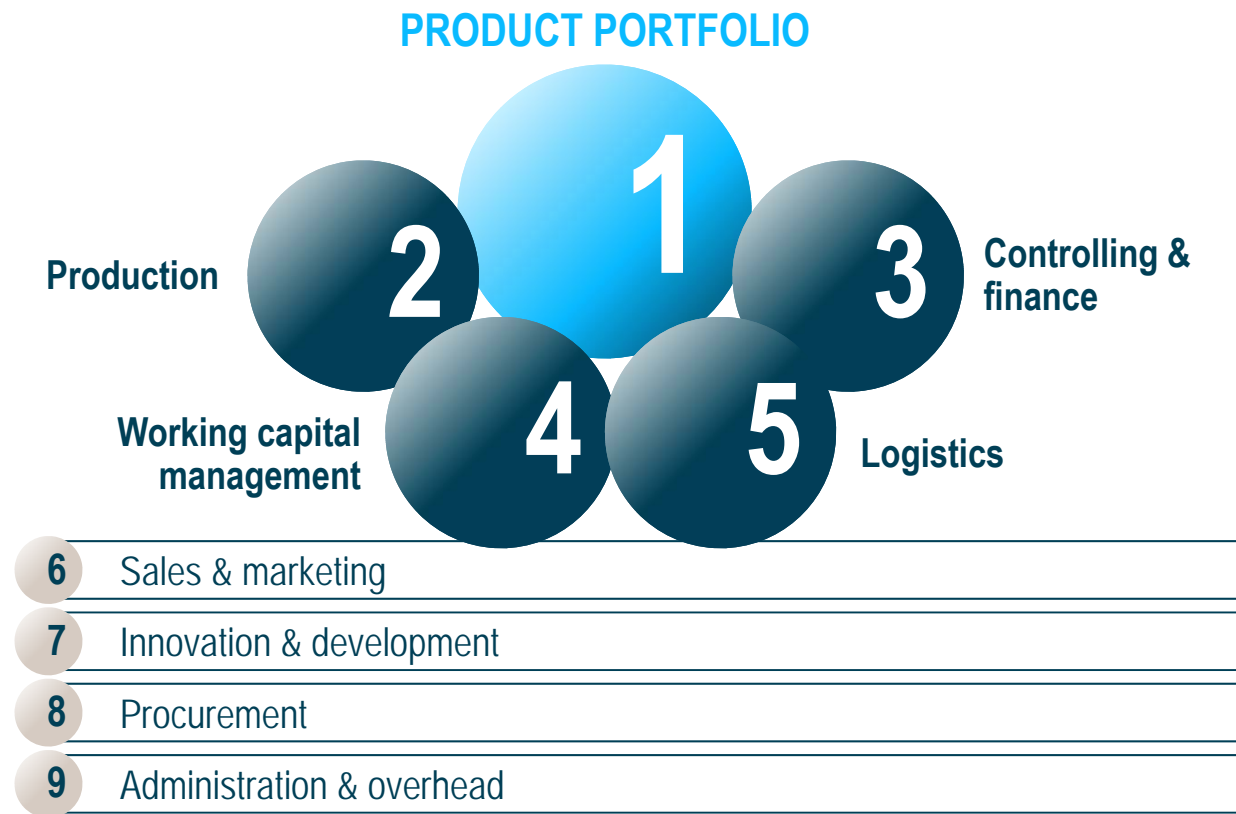 PRODUCT PORTFOLIO
1
2
Production
3
Controlling &
finance
4
Working capital
management
5
Logistics
6 Sales & marketing
7 Innovation & development
8 Procurement
9 Administration & overhead